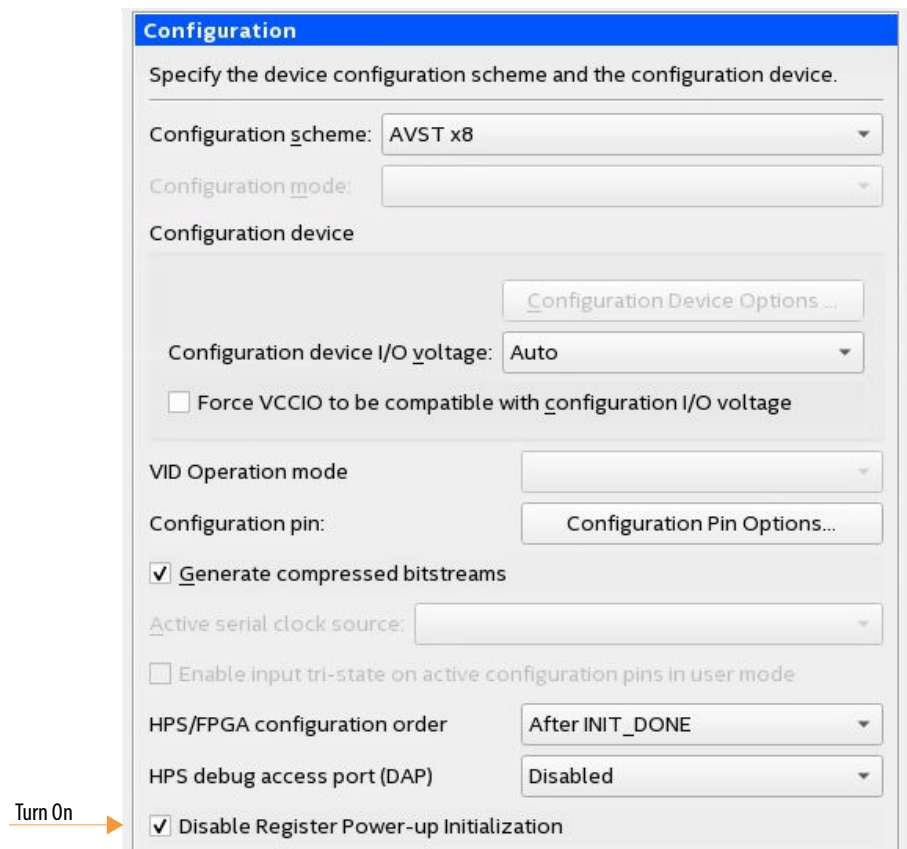 Configuration
Specify the device configuration scheme and the configuration device.
Configuration scheme: AVST x8
Configuration mode:
Configuration device
Configuration Device Options ...
Configuration device I/O voltage: Auto
Force VCCIO to be compatible with configuration I/O voltage
VID Operation mode
Configuration pin: Configuration Pin Options...
Generate compressed bitstreams
Active serial clock source:
Enable input tri-state on active configuration pins in user mode
HPS/FPGA configuration order After INIT_DONE
HPS debug access port (DAP) Disabled
Turn On Disable Register Power-up Initialization